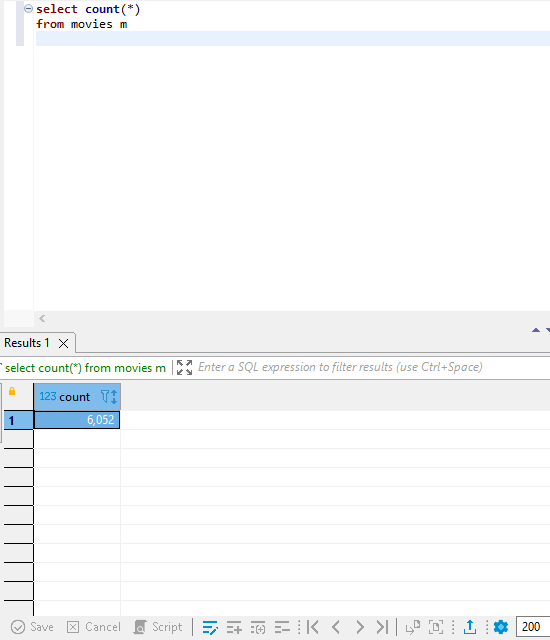 select count(*)
from movies m
Results 1
select count(*) from movies m
Enter a SQL expression to filter results (use Ctrl+Space)
123 count
1
6,052
Save
Cancel
Script
200